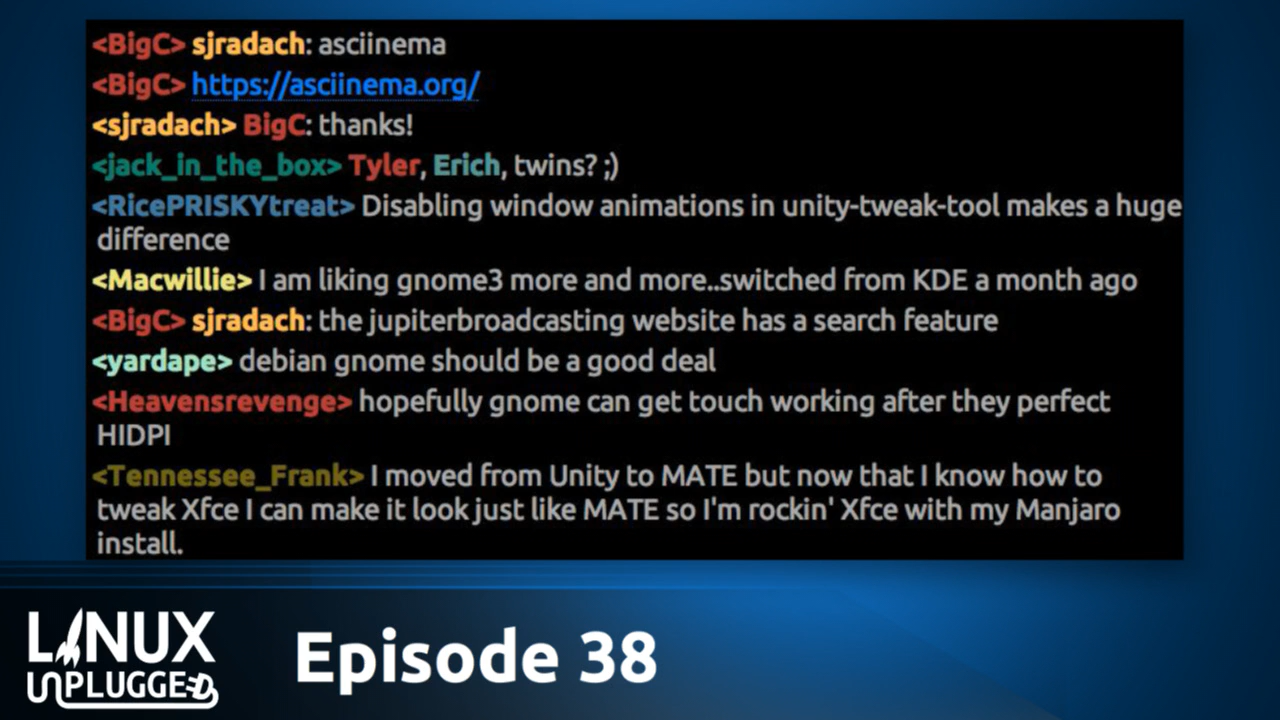 <BigC> sjradach: asciinema
<BigC> https://asciinema.org/
<sjradach> BigC: thanks!
<jack_in_the_box> Tyler, Erich, twins? ;)
<RicePRISKYtreat> Disabling window animations in unity-tweak-tool makes a huge
difference
<Macwillie> I am liking gnome3 more and more..switched from KDE a month ago
<BigC> sjradach: the jupiterbroadcasting website has a search feature
<yardape> debian gnome should be a good deal
<Heavensrevenge> hopefully gnome can get touch working after they perfect
HIDPI
<Tennessee_Frank> I moved from Unity to MATE but now that I know how to
tweak Xfce I can make it look just like MATE so I'm rockin' Xfce with my Manjaro
install.
LINUX
UNPLUGGED
Episode 38